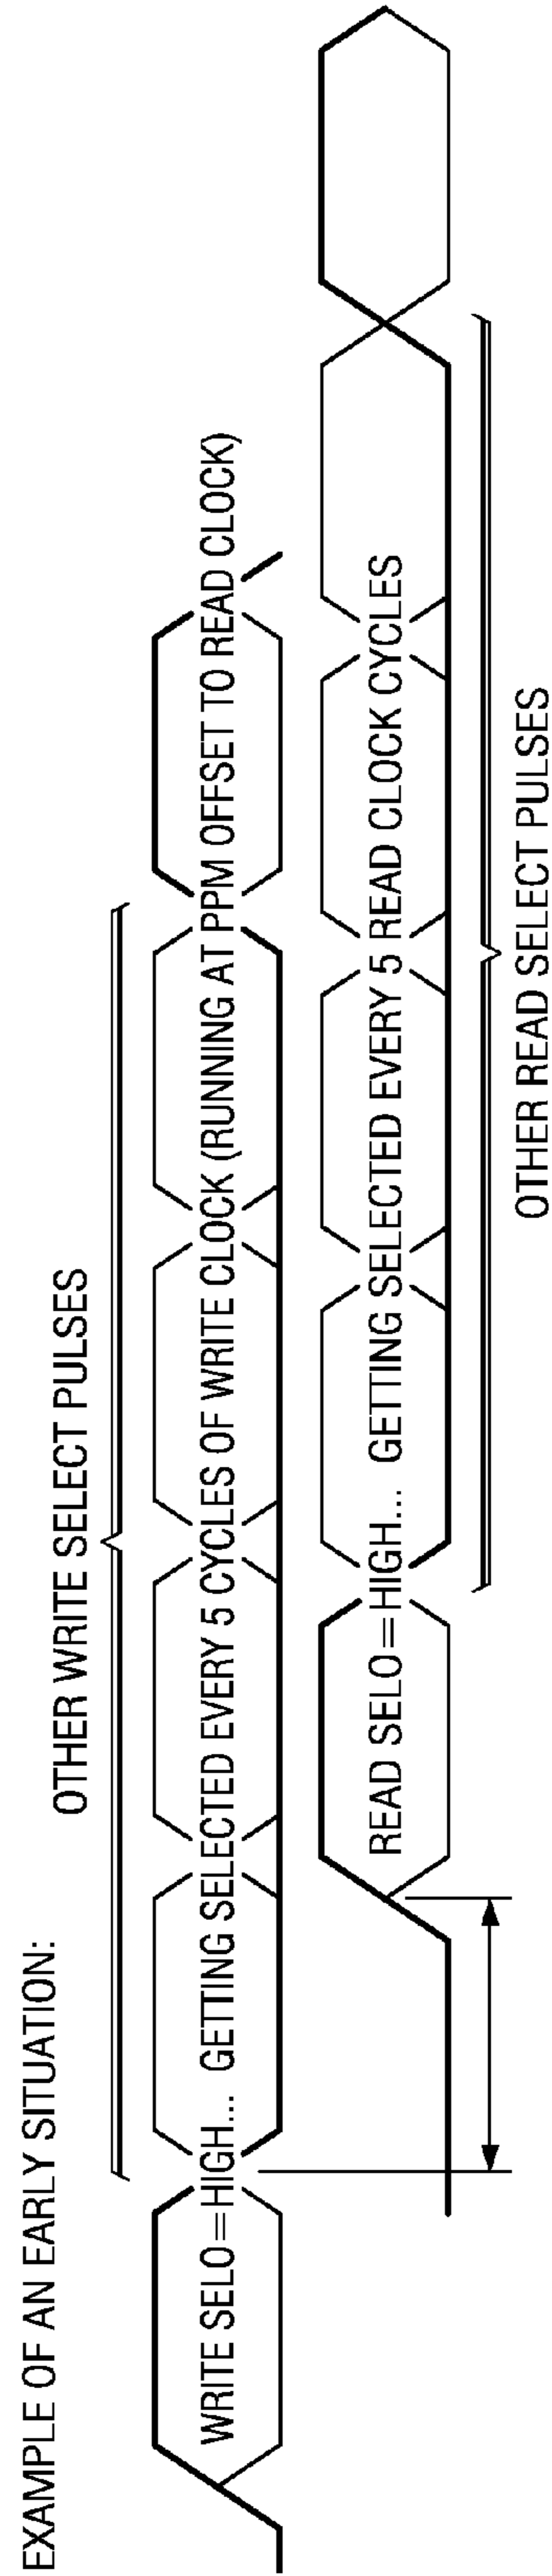 EXAMPLE OF AN EARLY SITUATION:
OTHER WRITE SELECT PULSES
WRITE SELO=HIGH... GETTING SELECTED EVERY 5 CYCLES OF WRITE CLOCK (RUNNING AT PPM OFFSET TO READ CLOCK)
READ SELO=HIGH... GETTING SELECTED EVERY 5 READ CLOCK CYCLES
OTHER READ SELECT PULSES